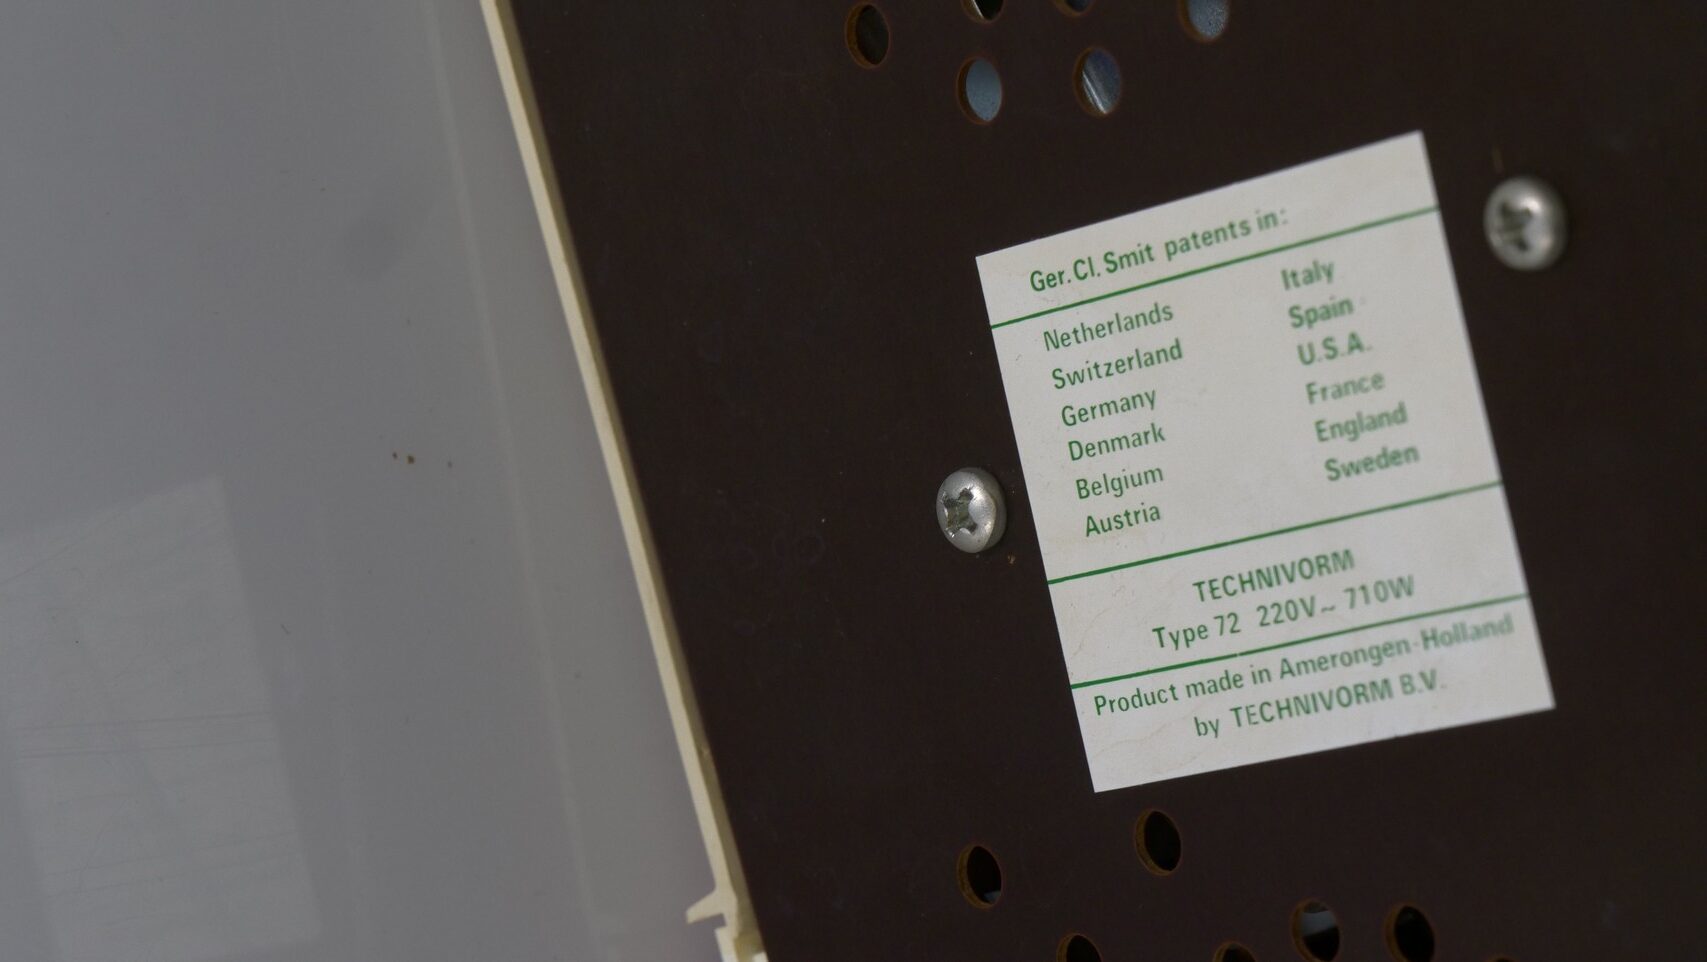 Ger. Cl. Smit patents in:
Netherlands
Switzerland
Germany
Denmark
Belgium
Austria
Italy
Spain
U.S.A.
France
England
Sweden
TECHNIVORM
Type 72 220V~ 710W
Product made in Amerongen-Holland
by TECHNIVORM B.V.